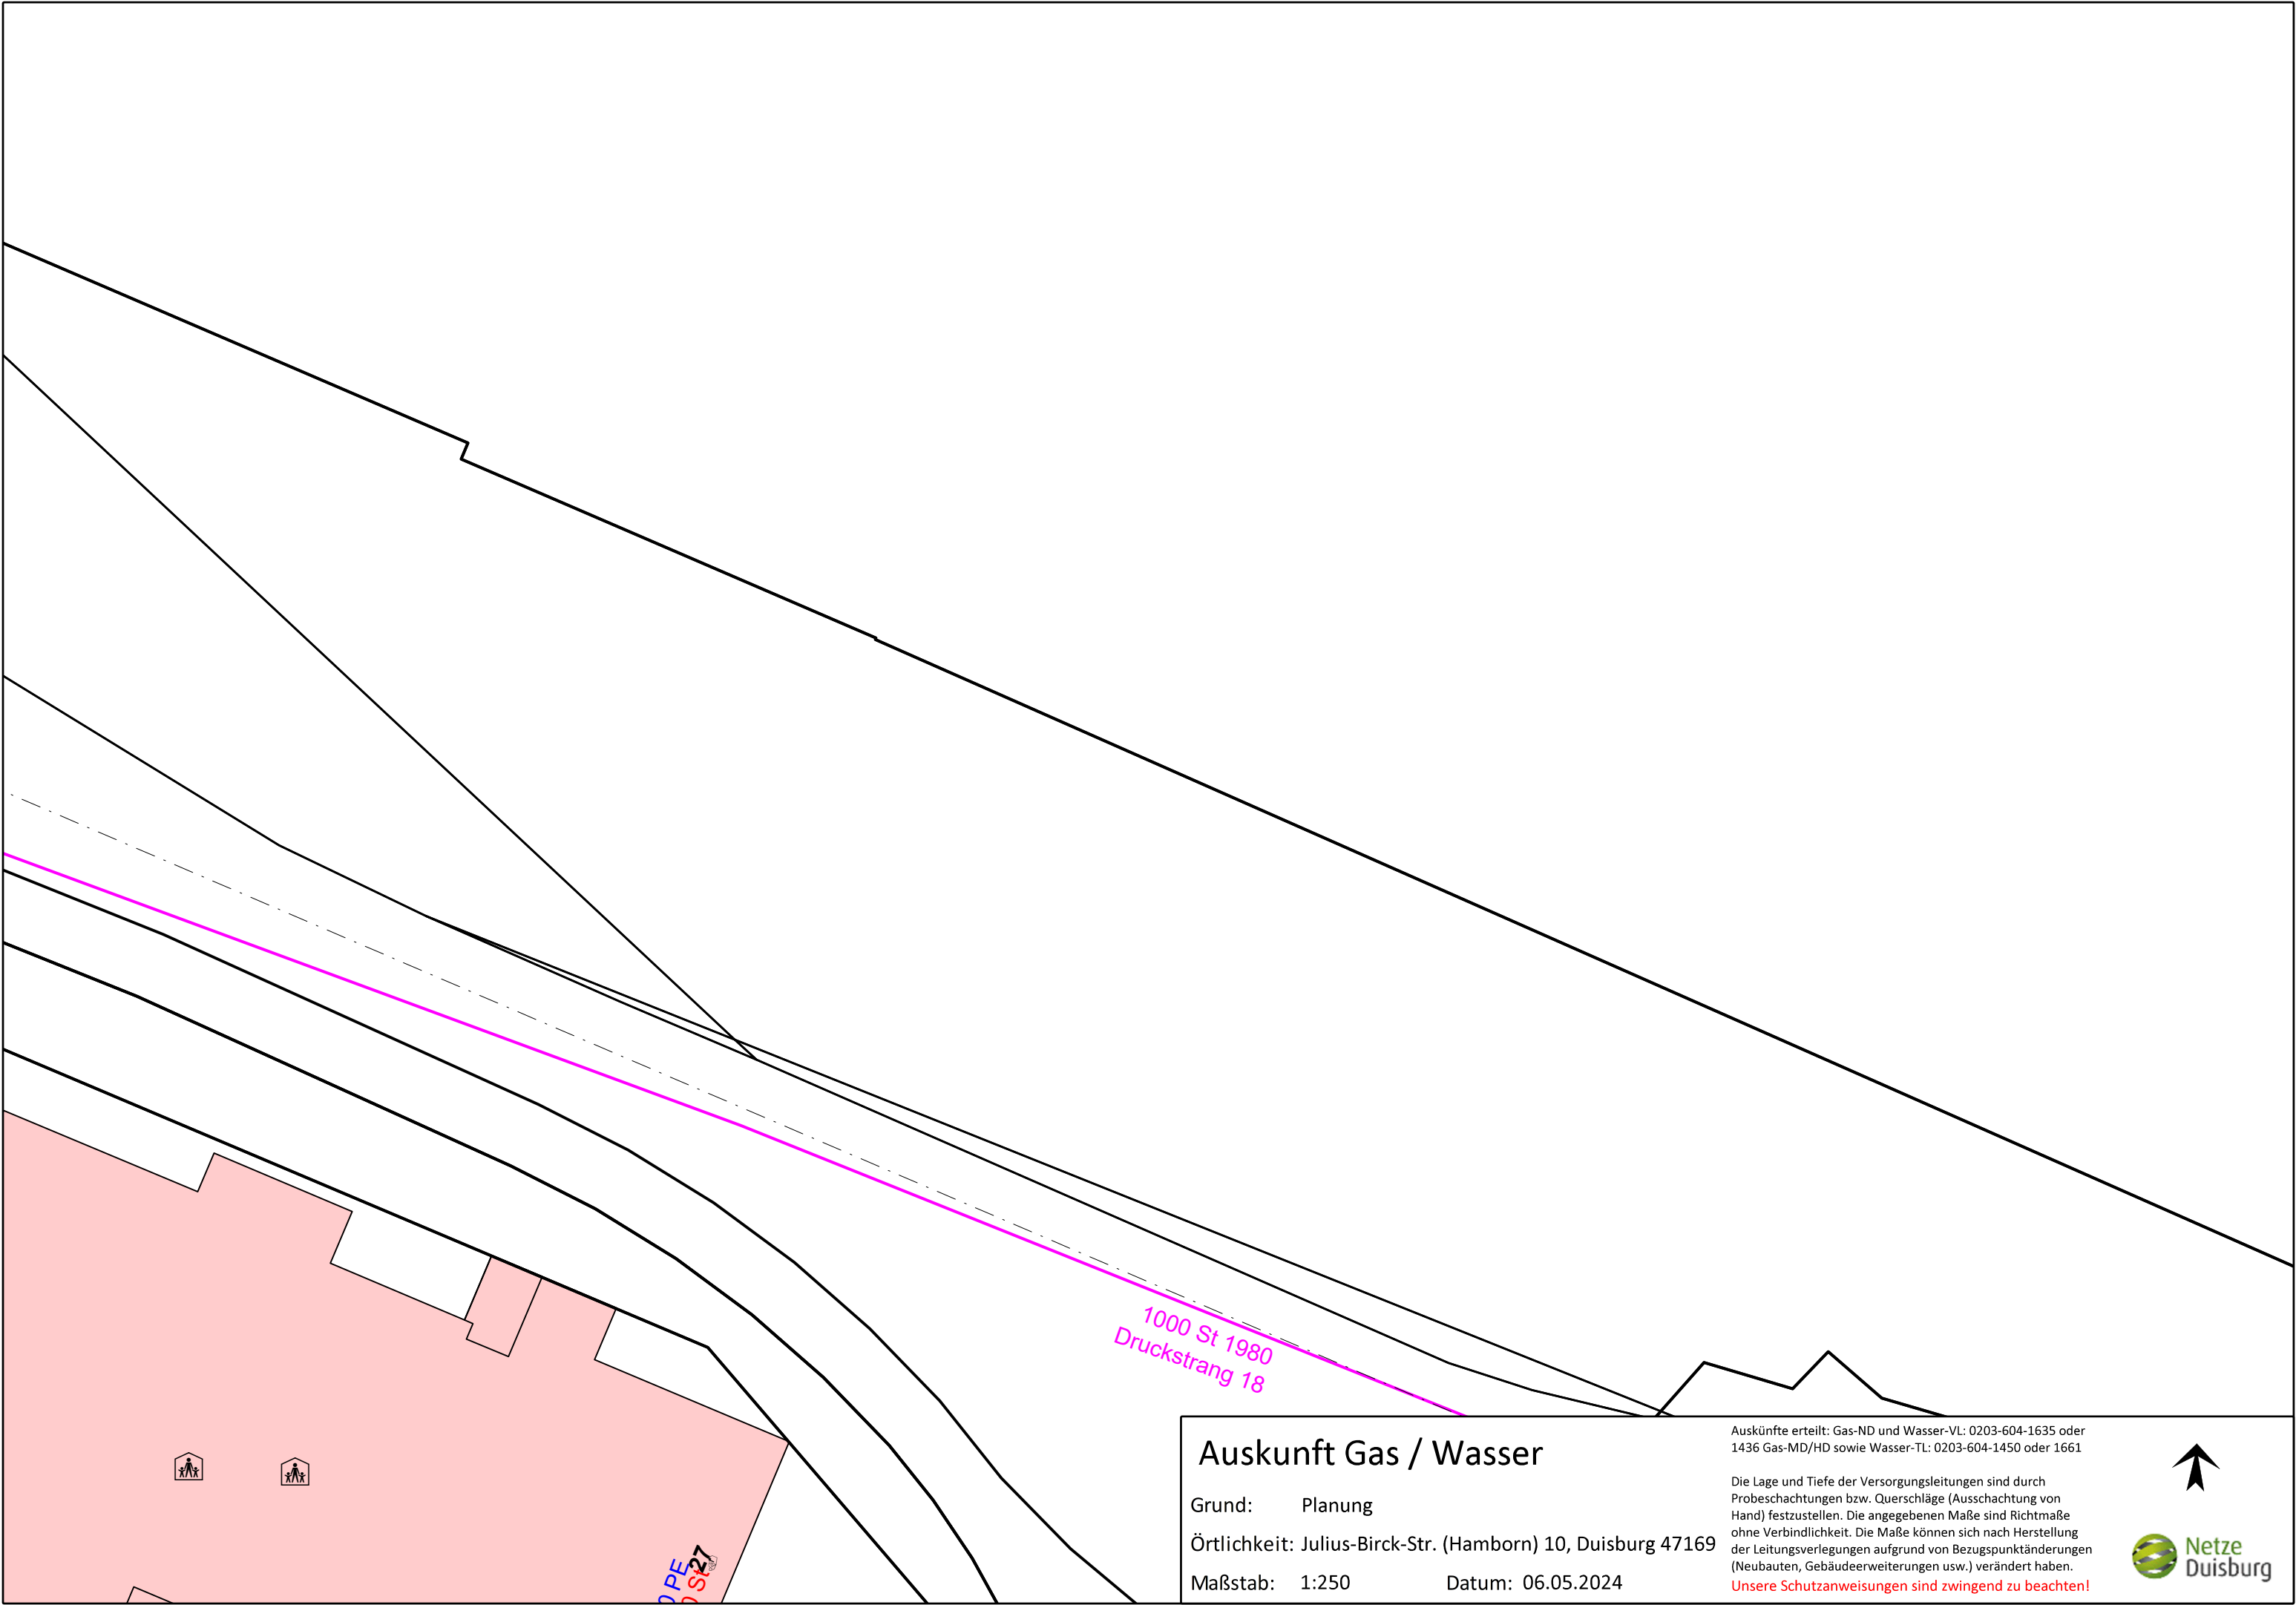 1000 St 1980
Druckstrang 18
27
PE
St
Auskunft Gas / Wasser
Grund: Planung
Örtlichkeit: Julius-Birck-Str. (Hamborn) 10, Duisburg 47169
Maßstab: 1:250 Datum: 06.05.2024
Auskünfte erteilt: Gas-ND und Wasser-VL: 0203-604-1635 oder
1436 Gas-MD/HD sowie Wasser-TL: 0203-604-1450 oder 1661
Die Lage und Tiefe der Versorgungsleitungen sind durch
Probeschachtungen bzw. Querschläge (Ausschachtung von
Hand) festzustellen. Die angegebenen Maße sind Richtmaße
ohne Verbindlichkeit. Die Maße können sich nach Herstellung
der Leitungsverlegungen aufgrund von Bezugspunktänderungen
(Neubauten, Gebäudeerweiterungen usw.) verändert haben.
Unsere Schutzanweisungen sind zwingend zu beachten!
Netze
Duisburg